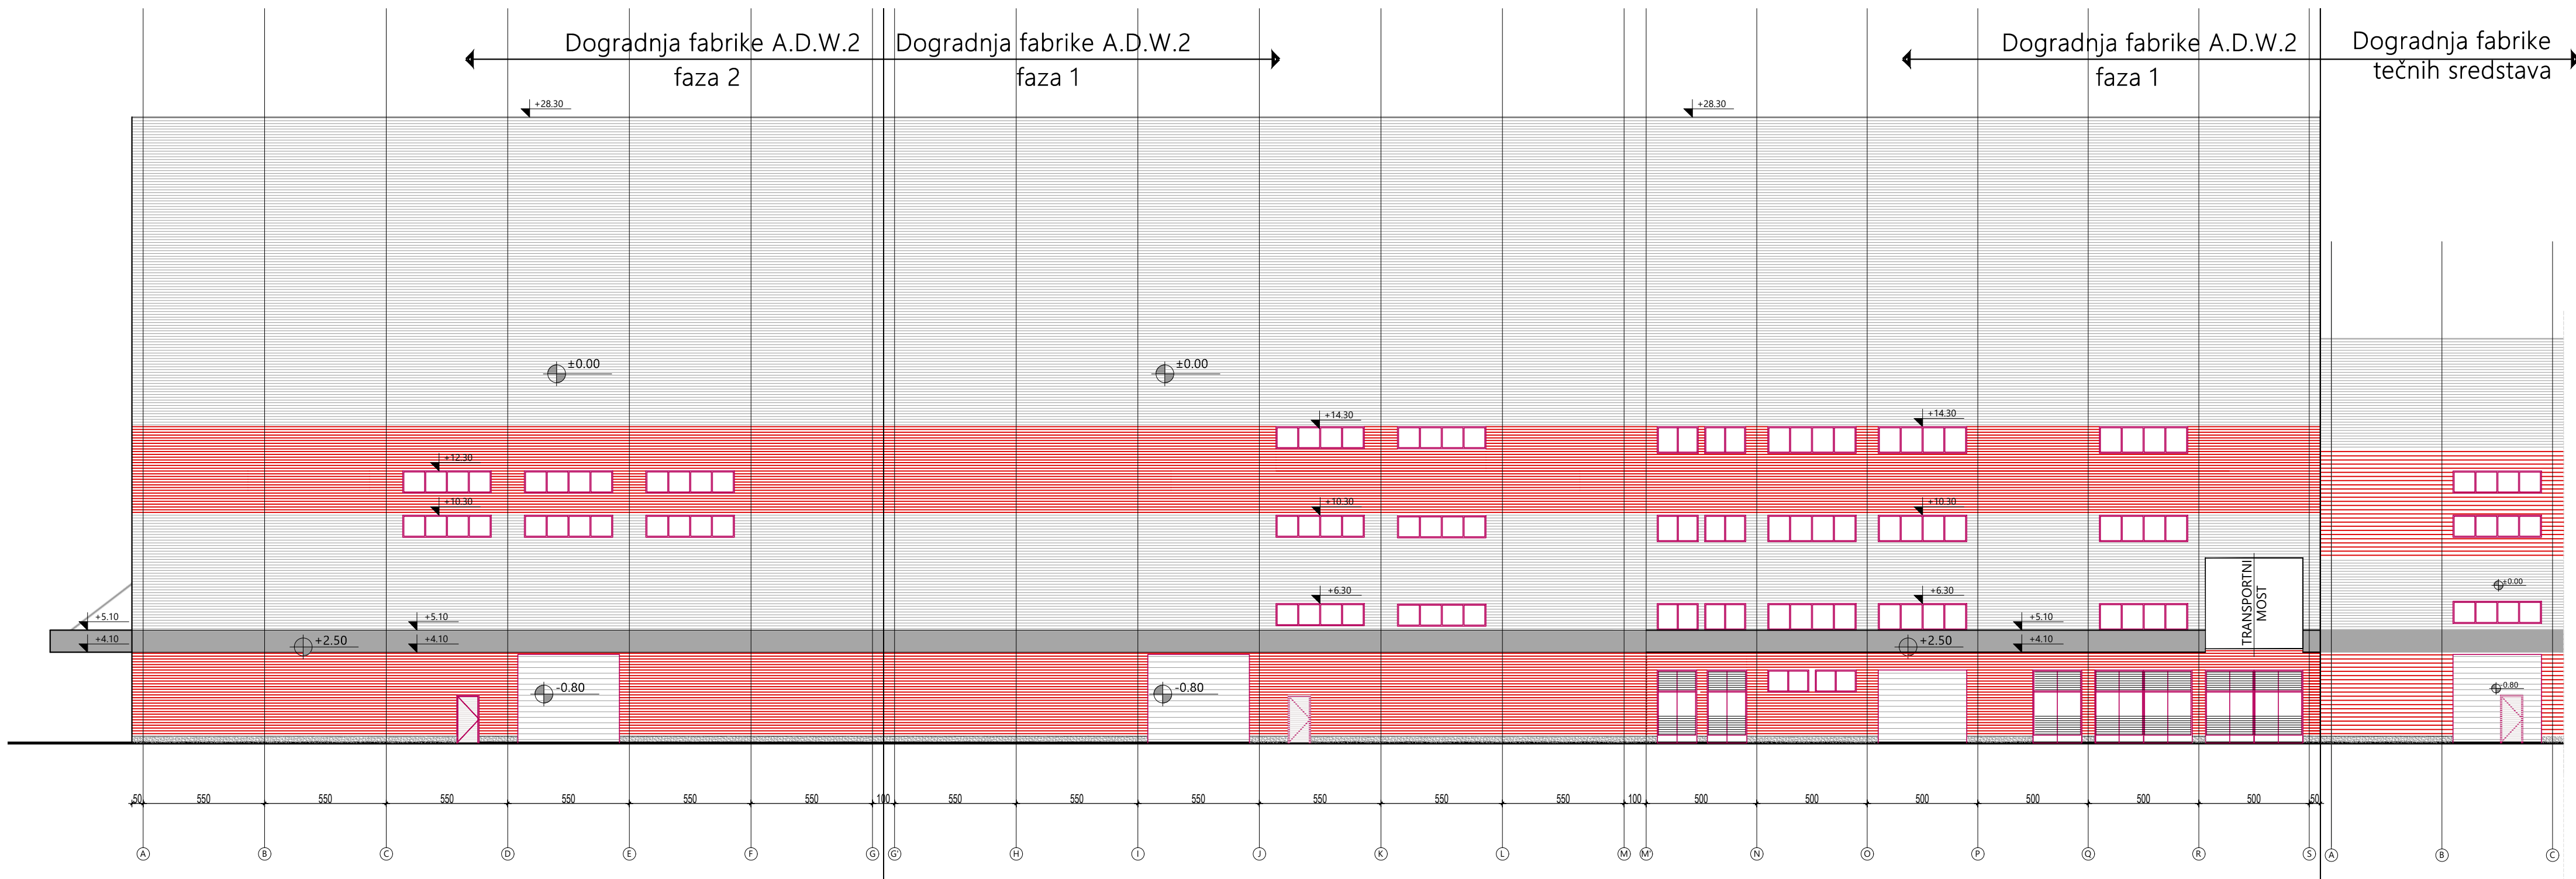 Dogradnja fabrike A.D.W.2
faza 2
Dogradnja fabrike A.D.W.2
faza 1
Dogradnja fabrike A.D.W.2
faza 1
Dogradnja fabrike
tečnih sredstava
+28.30
+28.30
±0.00
±0.00
+14.30
+14.30
+12.30
+10.30
+10.30
+10.30
±0.00
+6.30
+6.30
TRANSPORTNI
MOST
+5.10
+5.10
+5.10
+4.10
+2.50
+4.10
+2.50
+4.10
-0.80
-0.80
-0.80
50 550 550 550 550 550 550 100 550 550 550 550 550 550 100 500 500 500 500 500 500 50
A B C D E F G G' H I J K L M M' N O P Q R S A B C